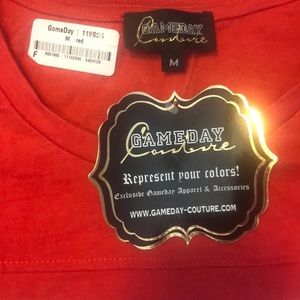 GameDay
M red
F
GAMEDAY
Couture
M
GAMEDAY
Couture
Represent your colors!
Exclusive Gameday Apparel & Accessories
WWW.GAMEDAY-COUTURE.COM